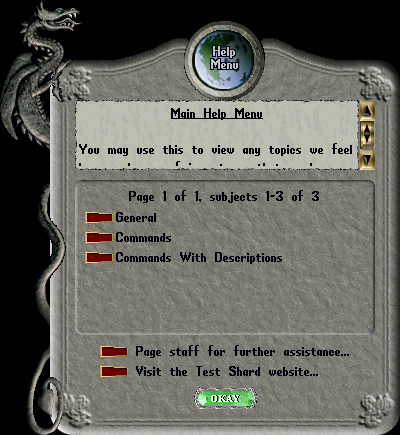 Help
Menu
Main Help Menu
You may use this to view any topics we feel
Page 1 of 1, subjects 1-3 of 3
General
Commands
Commands With Descriptions
Page staff for further assistance...
Visit the Test Shard website...
OKAY